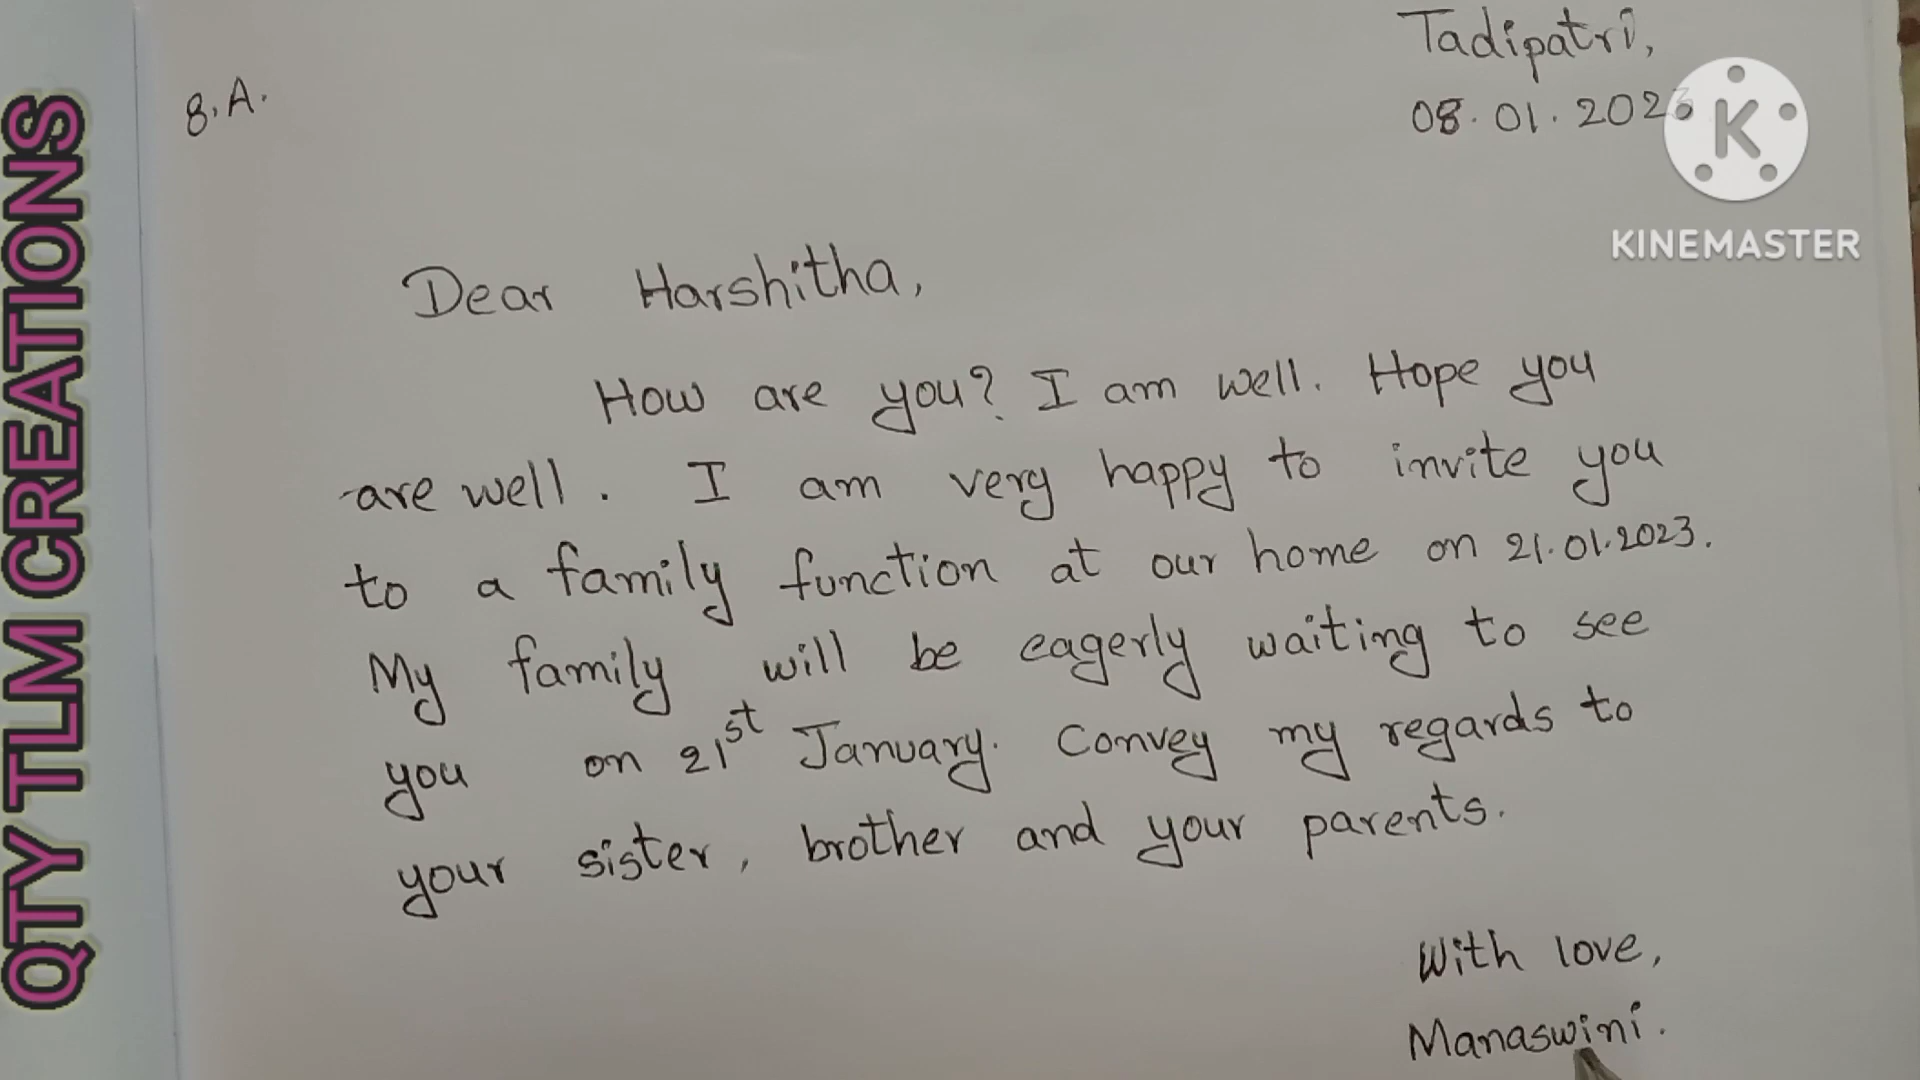 Tadipatri,
8.A.
08.01.2023
KINEMASTER
QTY TLM CREATIONS
Dear Harshitha,
How are you? I am well. Hope you
are well. I am very happy to invite you
to a family function at our home on 21.01.2023.
My family will be eagerly waiting to see
you on 21st January. Convey my regards to
your sister, brother and your parents.
With love,
Manaswini.